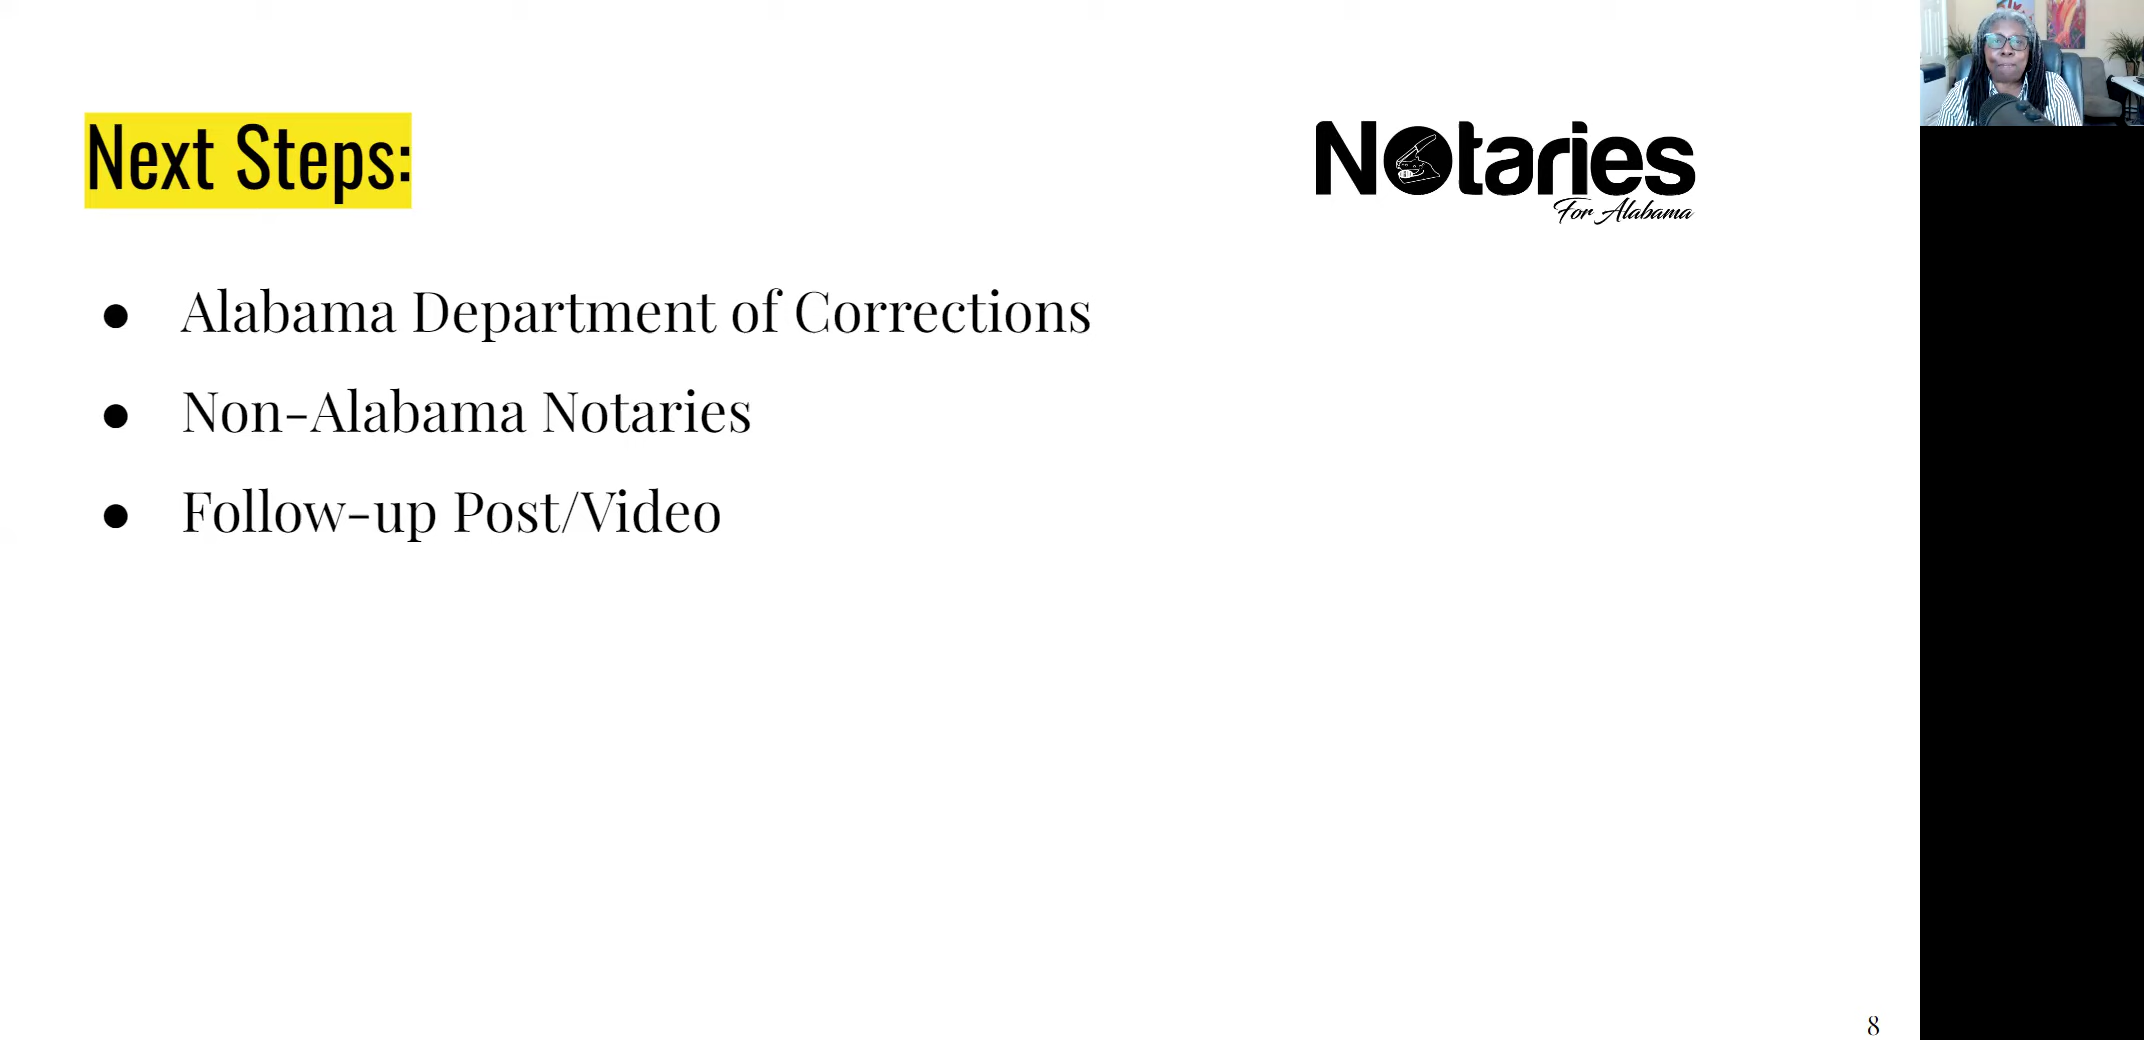 Next Steps:
Notaries
For Alabama
● Alabama Department of Corrections
● Non-Alabama Notaries
● Follow-up Post/Video
8